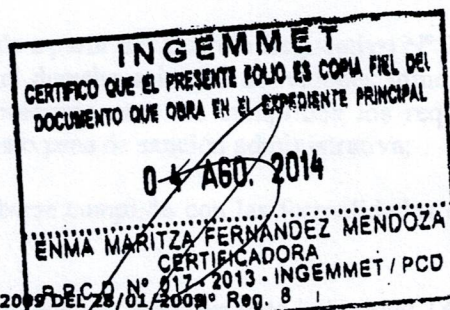 INGEMMET
CERTIFICO QUE EL PRESENTE FOLIO ES COPIA FIEL DEL
DOCUMENTO QUE OBRA EN EL EXPEDIENTE PRINCIPAL
04 AGO. 2014
ENMA MARITZA FERNÁNDEZ MENDOZA
CERTIFICADORA
R.P.C.D. Nº 017-2013 - INGEMMET / PCD
2009 DEL 28/01/2009 Nº Reg. 8